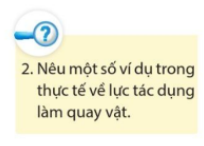 ?
2. Nêu một số ví dụ trong
thực tế về lực tác dụng
làm quay vật.